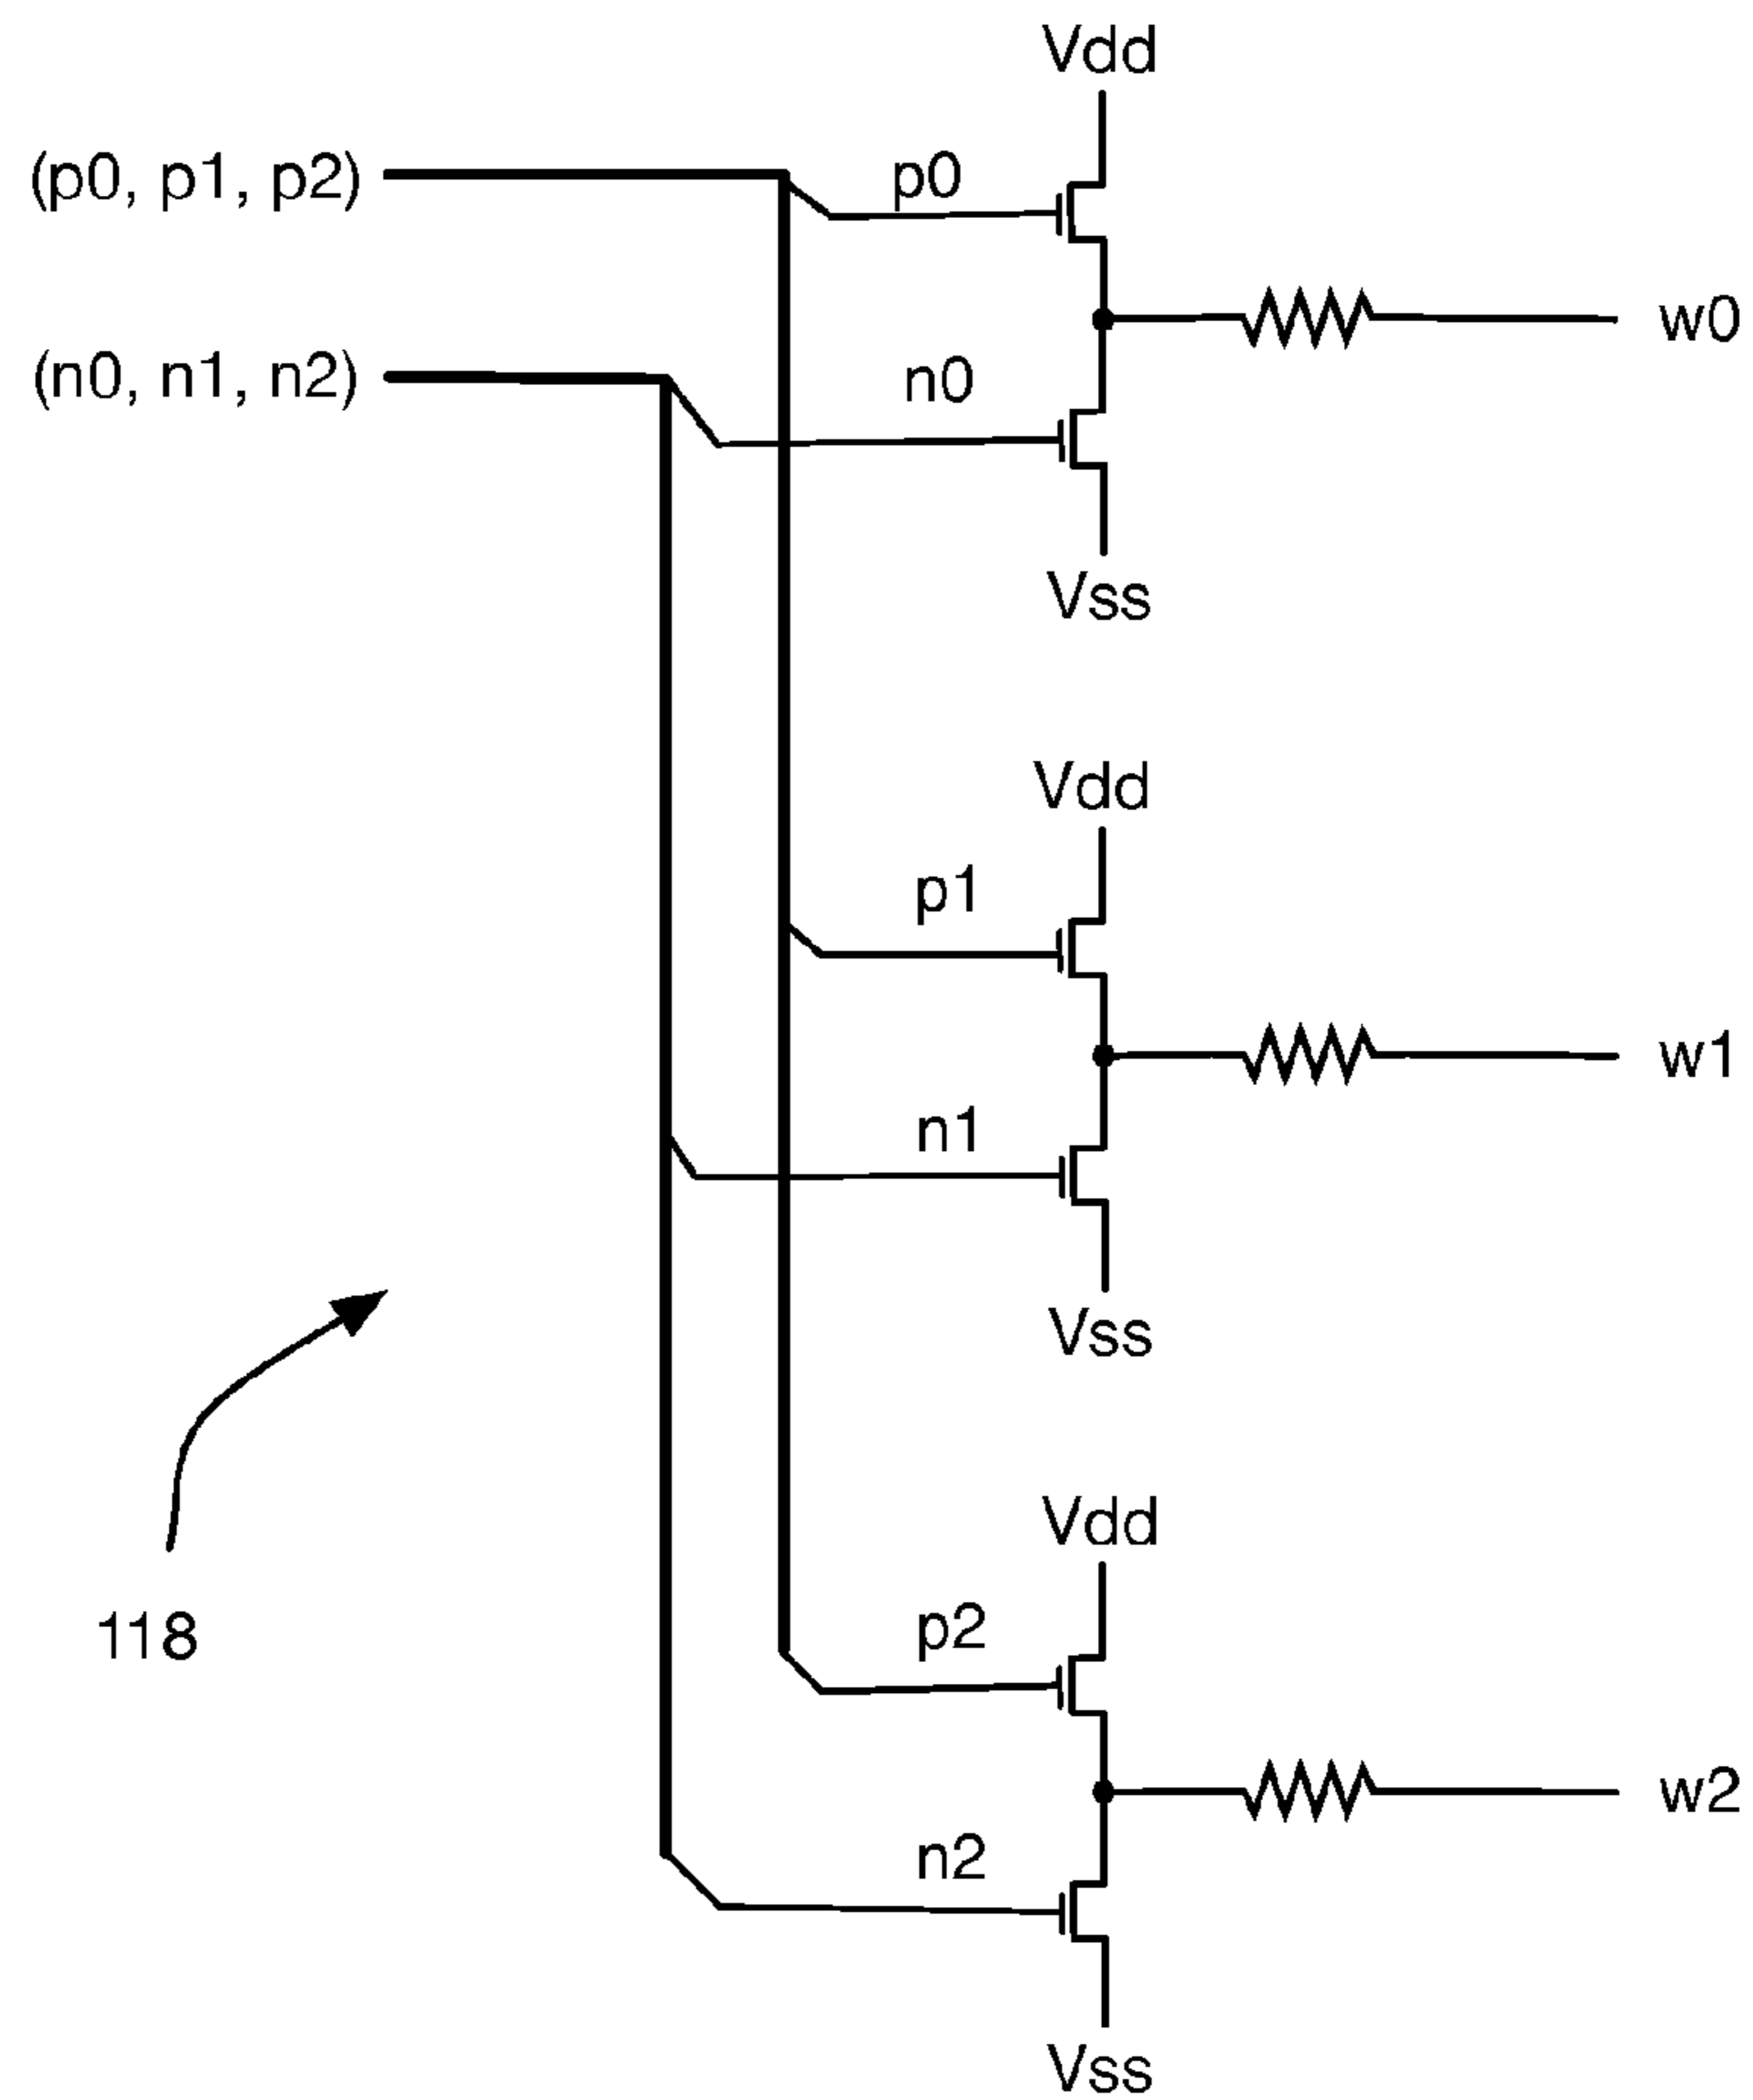 Vdd
(p0, p1, p2)
p0
w0
(n0, n1, n2)
n0
Vss
Vdd
p1
w1
n1
Vss
Vdd
118
p2
w2
n2
Vss